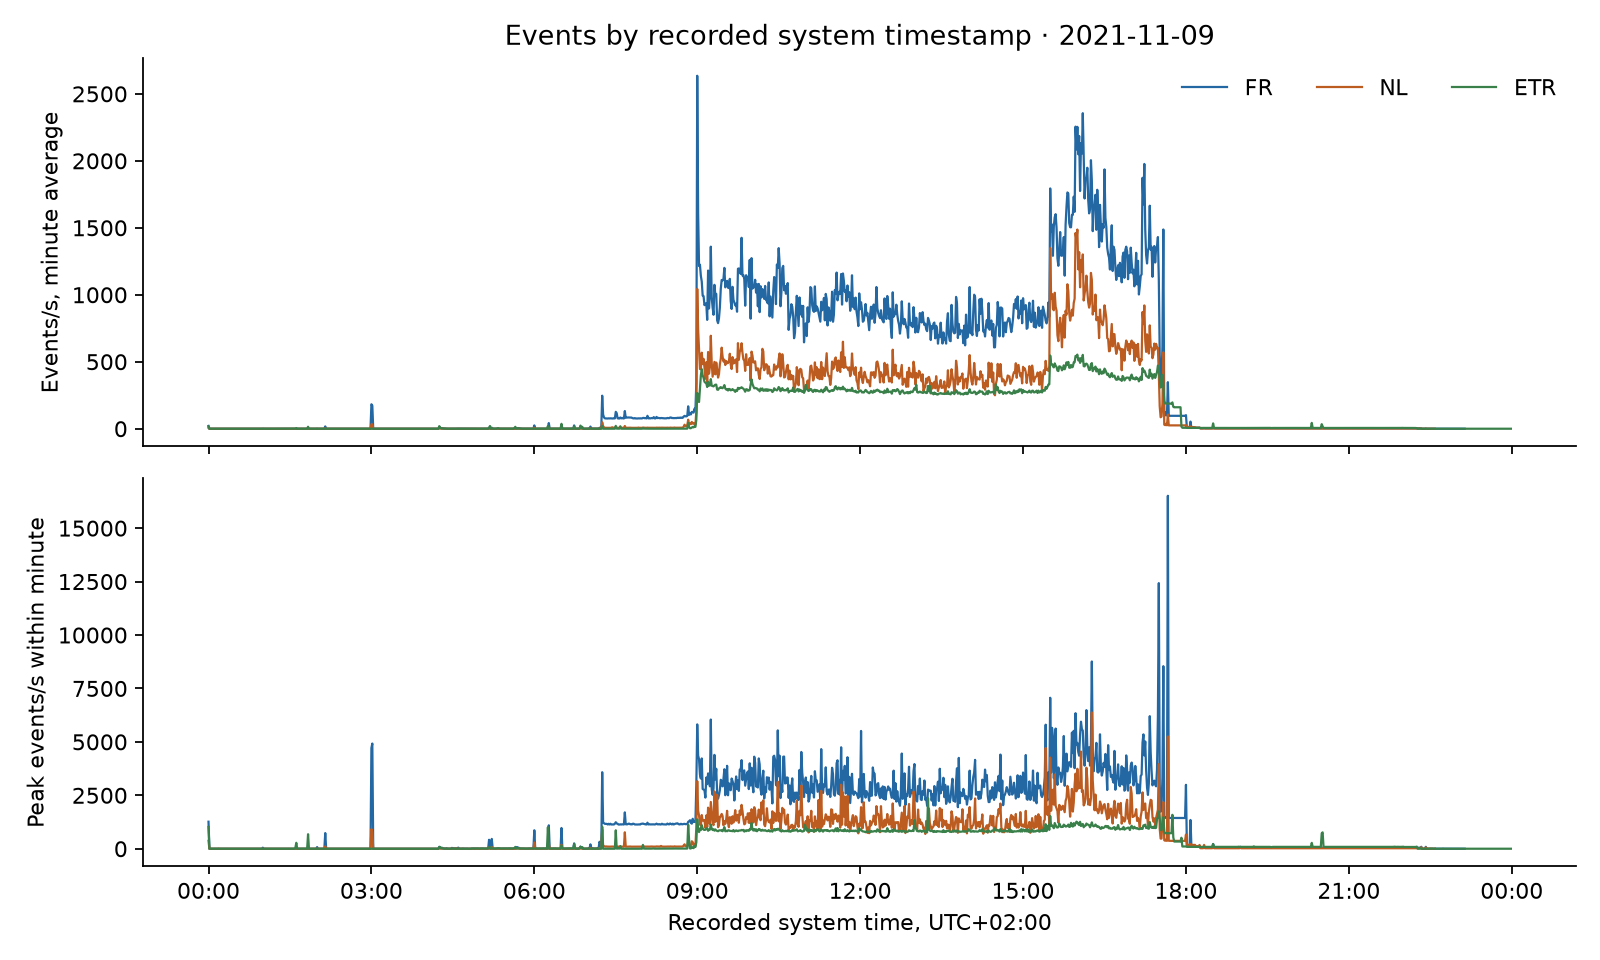 Events by recorded system timestamp · 2021-11-09
FR NL ETR
Events/s, minute average
2500
2000
1500
1000
500
0
Peak events/s within minute
15000
12500
10000
7500
5000
2500
0
00:00 03:00 06:00 09:00 12:00 15:00 18:00 21:00 00:00
Recorded system time, UTC+02:00